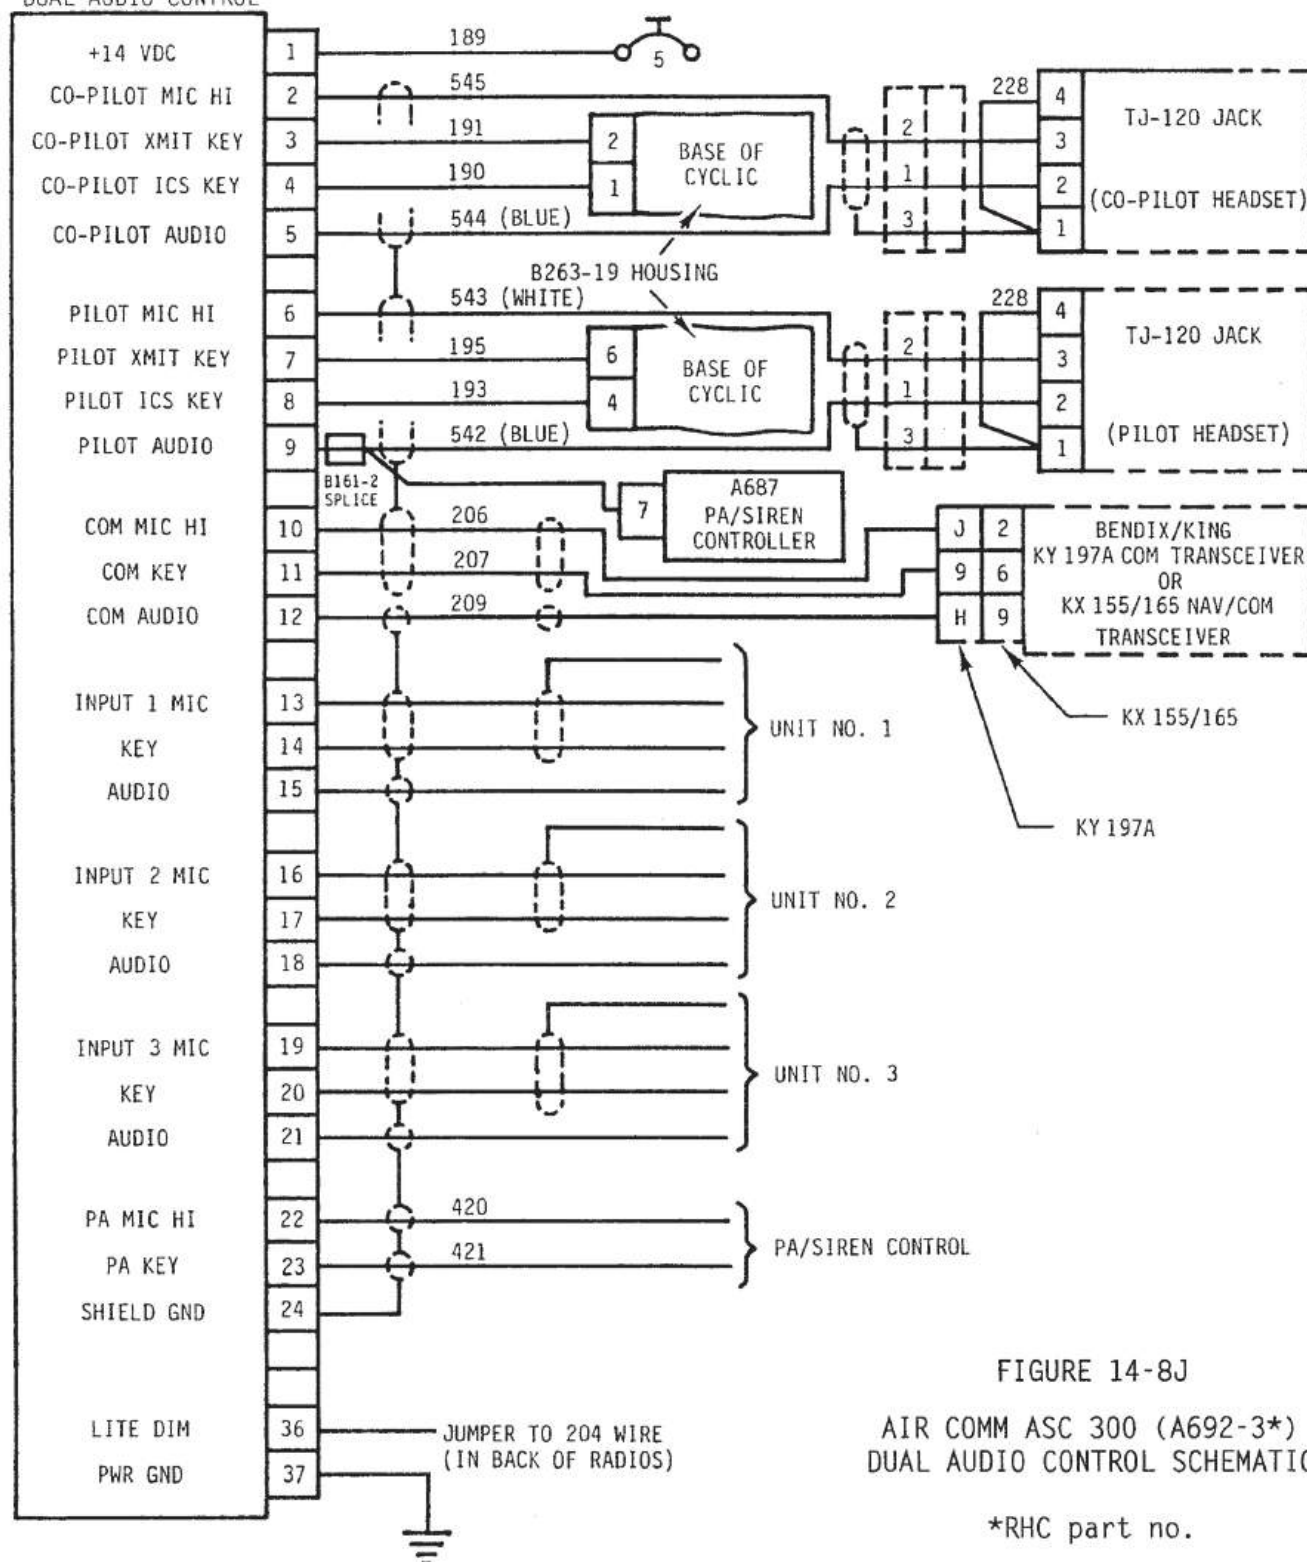 DUAL AUDIO CONTROL
+14 VDC 1 189 5
CO-PILOT MIC HI 2 545
CO-PILOT XMIT KEY 3 191 2
CO-PILOT ICS KEY 4 190 1
BASE OF
CYCLIC
CO-PILOT AUDIO 5 544 (BLUE)
2
1
3
228 4
3
2
1
TJ-120 JACK
(CO-PILOT HEADSET)
B263-19 HOUSING
PILOT MIC HI 6 543 (WHITE)
PILOT XMIT KEY 7 195 6
PILOT ICS KEY 8 193 4
BASE OF
CYCLIC
PILOT AUDIO 9 542 (BLUE)
2
1
3
228 4
3
2
1
TJ-120 JACK
(PILOT HEADSET)
B161-2
SPLICE
7
A687
PA/SIREN
CONTROLLER
COM MIC HI 10 206 J 2
COM KEY 11 207 9 6
COM AUDIO 12 209 H 9
BENDIX/KING
KY 197A COM TRANSCEIVER
OR
KX 155/165 NAV/COM
TRANSCEIVER
KX 155/165
KY 197A
INPUT 1 MIC 13
KEY 14
AUDIO 15
UNIT NO. 1
INPUT 2 MIC 16
KEY 17
AUDIO 18
UNIT NO. 2
INPUT 3 MIC 19
KEY 20
AUDIO 21
UNIT NO. 3
PA MIC HI 22 420
PA KEY 23 421
PA/SIREN CONTROL
SHIELD GND 24
LITE DIM 36 JUMPER TO 204 WIRE
(IN BACK OF RADIOS)
PWR GND 37
FIGURE 14-8J
AIR COMM ASC 300 (A692-3*)
DUAL AUDIO CONTROL SCHEMATIC
*RHC part no.